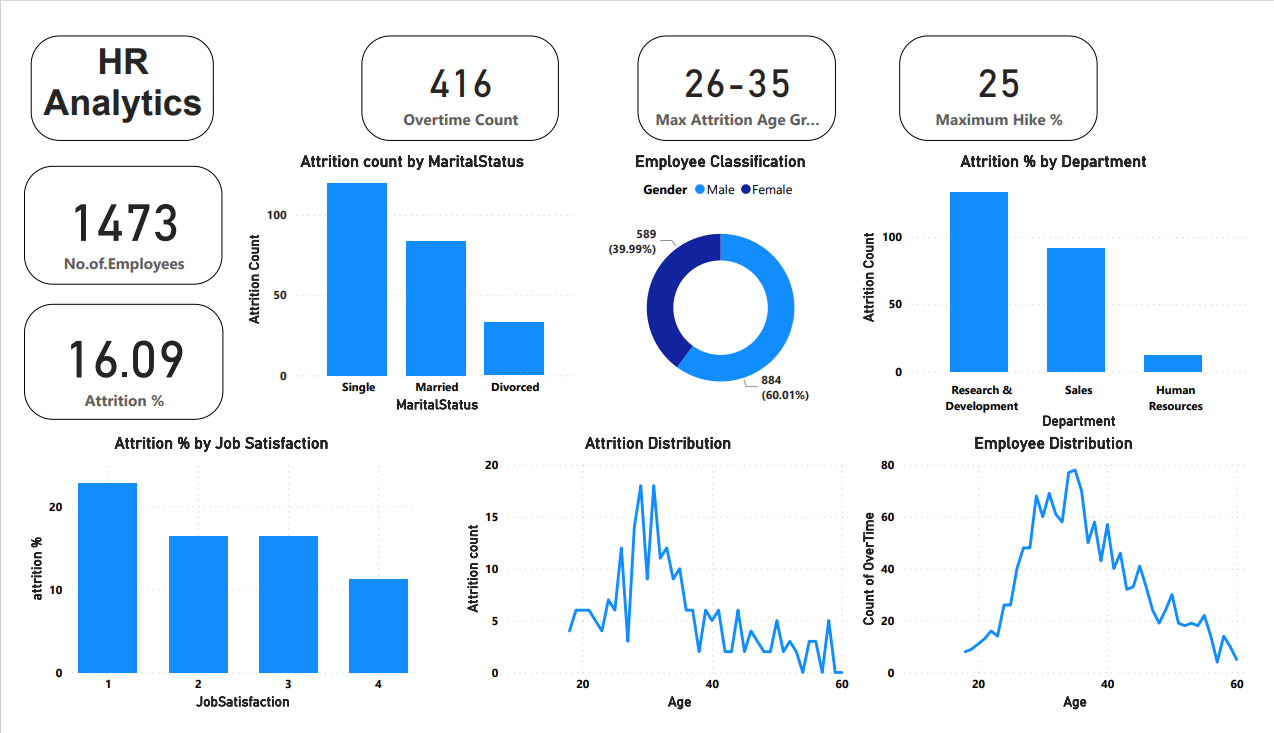 HR
Analytics
416
Overtime Count
26-35
Max Attrition Age Gr...
25
Maximum Hike %
1473
No.of.Employees
16.09
Attrition %
Attrition count by MaritalStatus
Attrition Count
100
50
0
Single
Married
Divorced
MaritalStatus
Employee Classification
Gender Male Female
589
(39.99%)
884
(60.01%)
Attrition % by Department
Attrition Count
100
50
0
Research &
Development
Sales
Human
Resources
Department
Attrition % by Job Satisfaction
attrition %
20
10
0
1
2
3
4
JobSatisfaction
Attrition Distribution
Attrition count
20
15
10
5
0
20
40
60
Age
Employee Distribution
Count of OverTime
80
60
40
20
0
20
40
60
Age